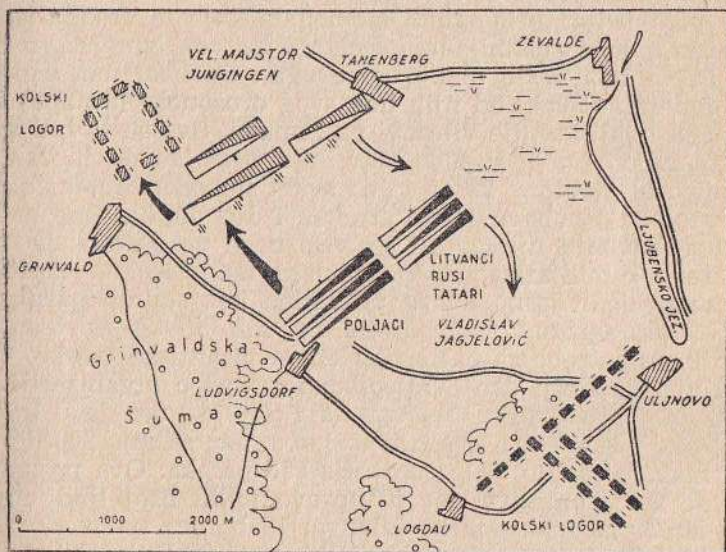 ZEVALDE
VEL. MAJSTOR
JUNGINGEN
TANENBERG
KOLSKI
LOGOR
GRINVALD
LJUBENSKO JEZ.
LITVANCI
RUSI
TATARI
POLJACI
VLADISLAV
JAGJELOVIĆ
Grinvaldska
Šuma
LUDVIGSDORF
ULJNOVO
LOGDAU
KOLSKI LOGOR
0 1000 2000 M